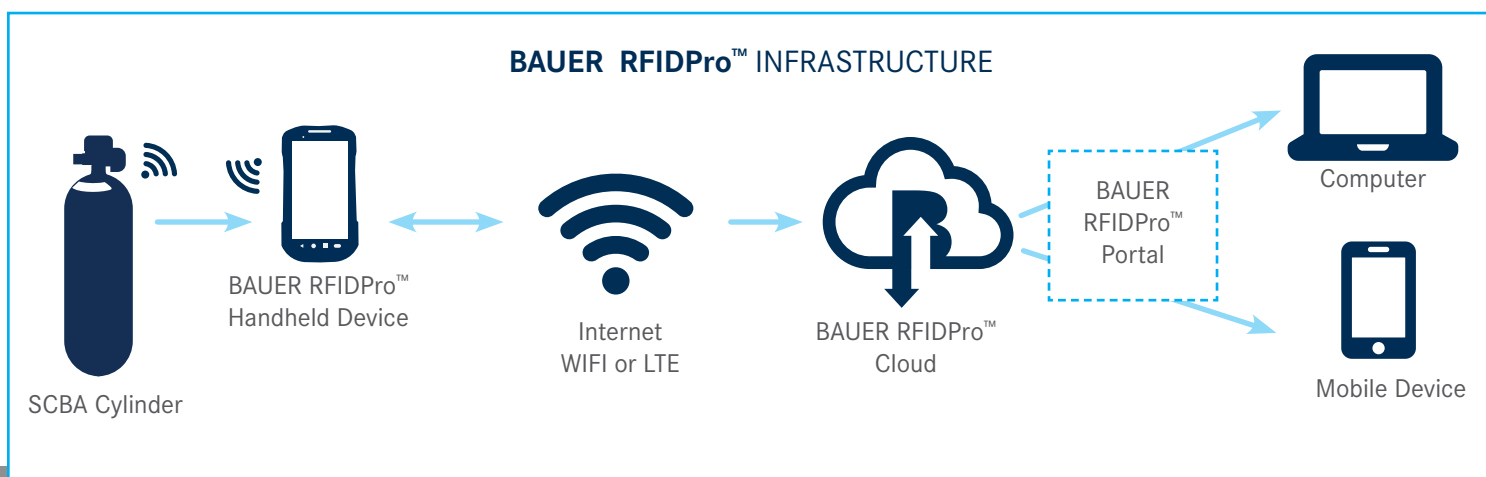 BAUER RFIDPro™ INFRASTRUCTURE
SCBA Cylinder
BAUER RFIDPro™
Handheld Device
Internet
WIFI or LTE
B
BAUER RFIDPro™
Cloud
BAUER
RFIDPro™
Portal
Computer
Mobile Device